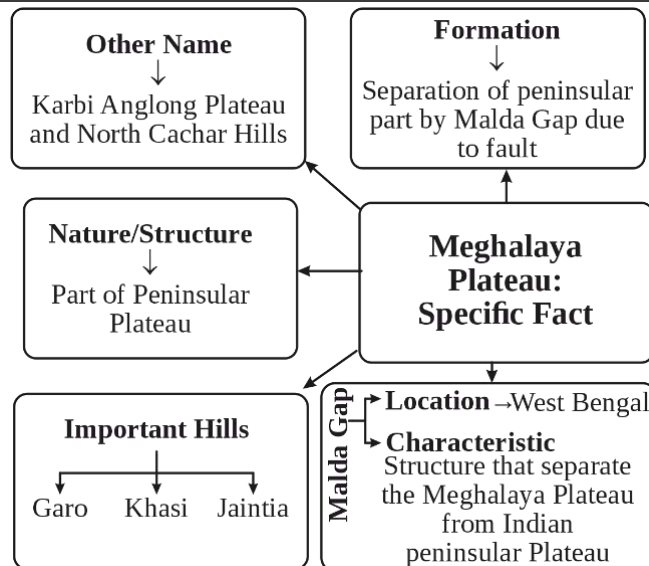 Other Name
↓
Karbi Anglong Plateau
and North Cachar Hills
Formation
↓
Separation of peninsular
part by Malda Gap due
to fault
Nature/Structure
↓
Part of Peninsular
Plateau
Meghalaya
Plateau:
Specific Fact
Important Hills
Garo Khasi Jaintia
Malda Gap
Location→West Bengal
Characteristic
Structure that separate
the Meghalaya Plateau
from Indian
peninsular Plateau